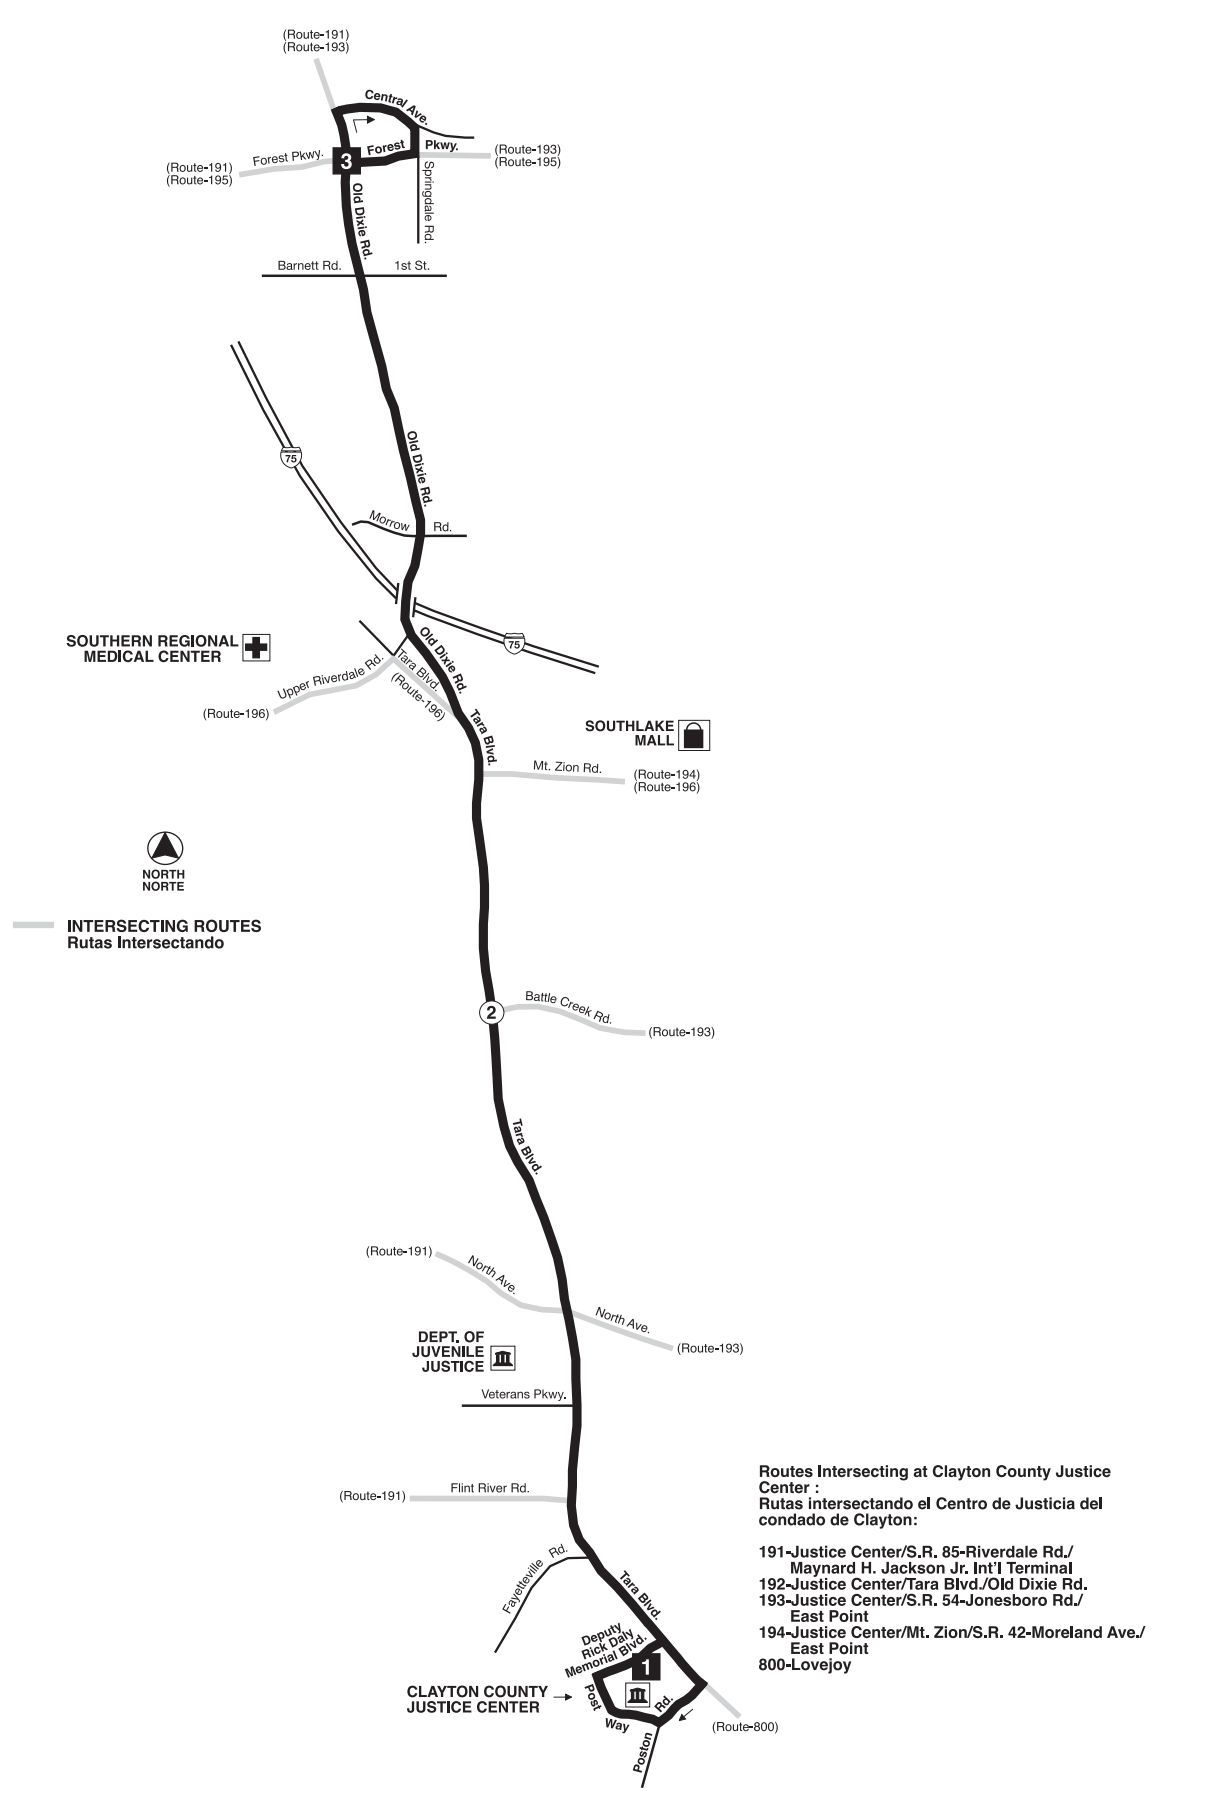 (Route-191)
(Route-193)
Central Ave.
Forest Pkwy.
3
Forest
Pkwy.
(Route-193)
(Route-195)
(Route-191)
(Route-195)
Old Dixie Rd.
Springdale Rd.
Barnett Rd.
1st St.
75
Old Dixie Rd.
Morrow
Rd.
SOUTHERN REGIONAL
MEDICAL CENTER
Old Dixie Rd.
75
Upper Riverdale Rd.
Tara Blvd.
(Route-196)
(Route-196)
Tara Blvd.
SOUTHLAKE
MALL
Mt. Zion Rd.
(Route-194)
(Route-196)
NORTH
NORTE
INTERSECTING ROUTES
Rutas Intersectando
2
Battle Creek Rd.
(Route-193)
Tara Blvd.
(Route-191)
North Ave.
North Ave.
(Route-193)
DEPT. OF
JUVENILE
JUSTICE
Veterans Pkwy.
Flint River Rd.
(Route-191)
Fayetteville
Rd.
Tara Blvd.
Deputy
Rick Daly
Memorial Blvd.
1
CLAYTON COUNTY
JUSTICE CENTER
Post
Way
Rd.
Poston
(Route-800)
Routes Intersecting at Clayton County Justice
Center :
Rutas intersectando el Centro de Justicia del
condado de Clayton:
191-Justice Center/S.R. 85-Riverdale Rd./
Maynard H. Jackson Jr. Int'l Terminal
192-Justice Center/Tara Blvd./Old Dixie Rd.
193-Justice Center/S.R. 54-Jonesboro Rd./
East Point
194-Justice Center/Mt. Zion/S.R. 42-Moreland Ave./
East Point
800-Lovejoy